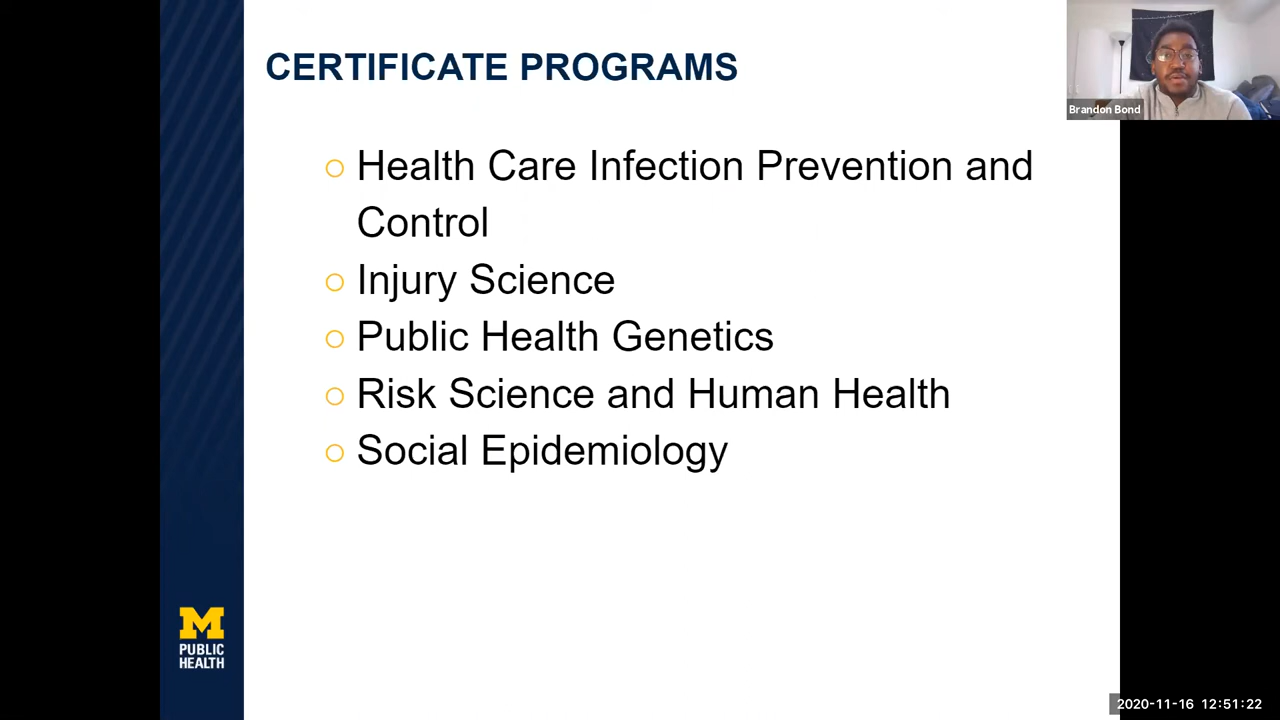 CERTIFICATE PROGRAMS
Brandon Bond
Health Care Infection Prevention and
Control
Injury Science
Public Health Genetics
Risk Science and Human Health
Social Epidemiology
M
PUBLIC
HEALTH
2020-11-16 12:51:22